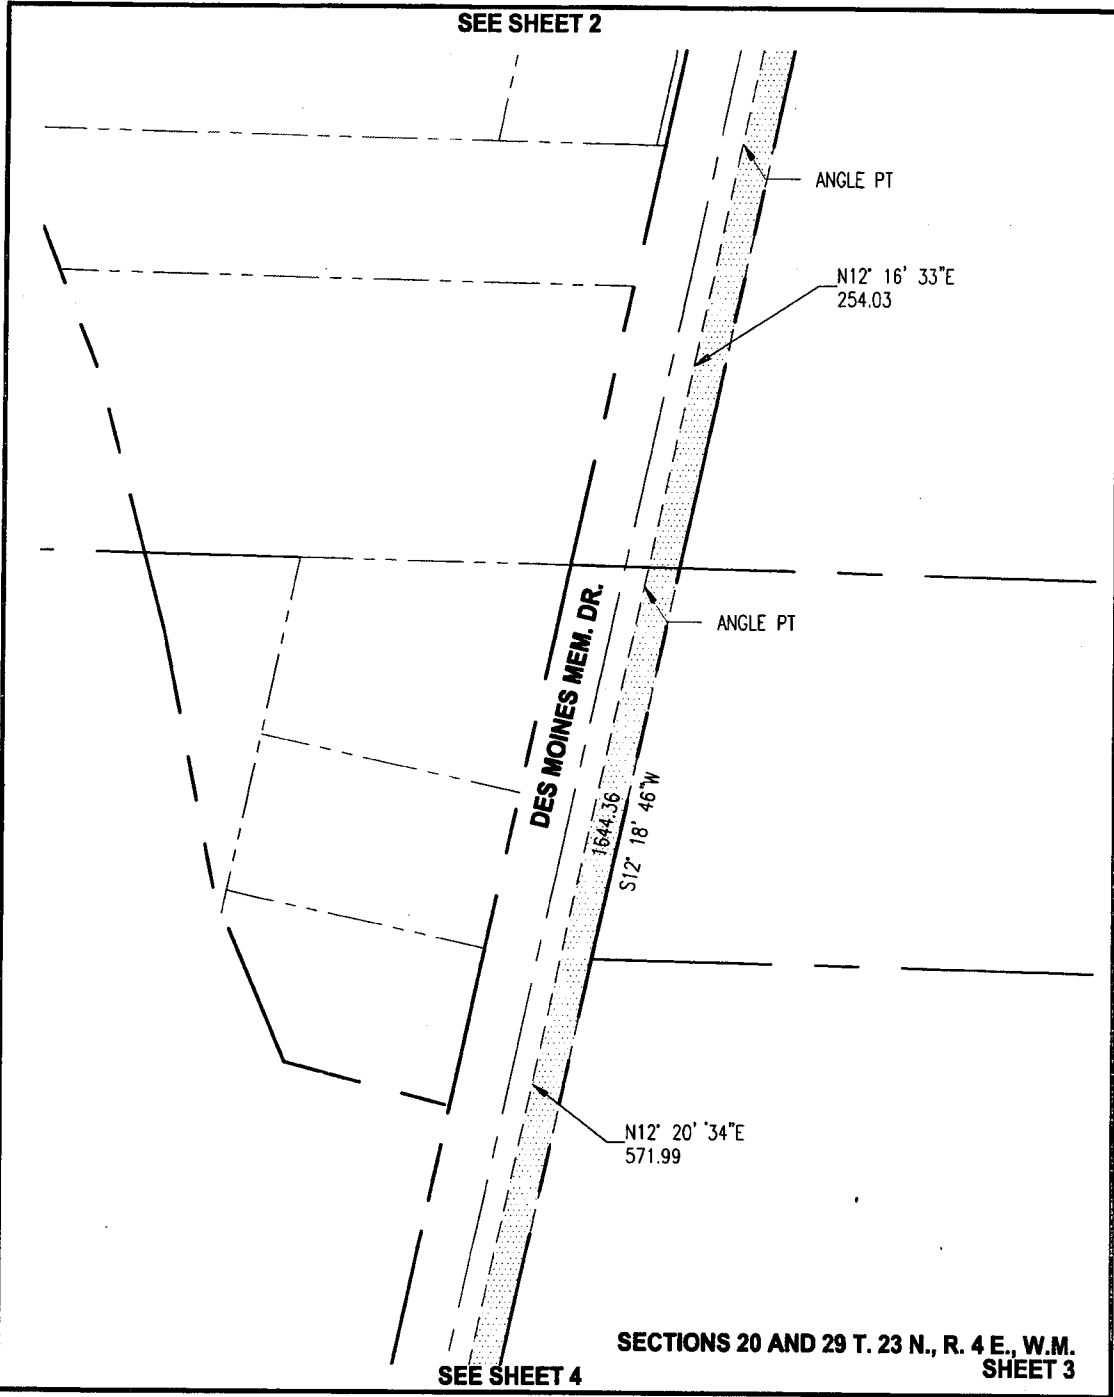 SEE SHEET 2
ANGLE PT
N12° 16' 33"E
254.03
ANGLE PT
DES MOINES MEM. DR.
1644.36
S12° 18' 46"W
N12° 20' 34"E
571.99
SECTIONS 20 AND 29 T. 23 N., R. 4 E., W.M.
SHEET 3
SEE SHEET 4